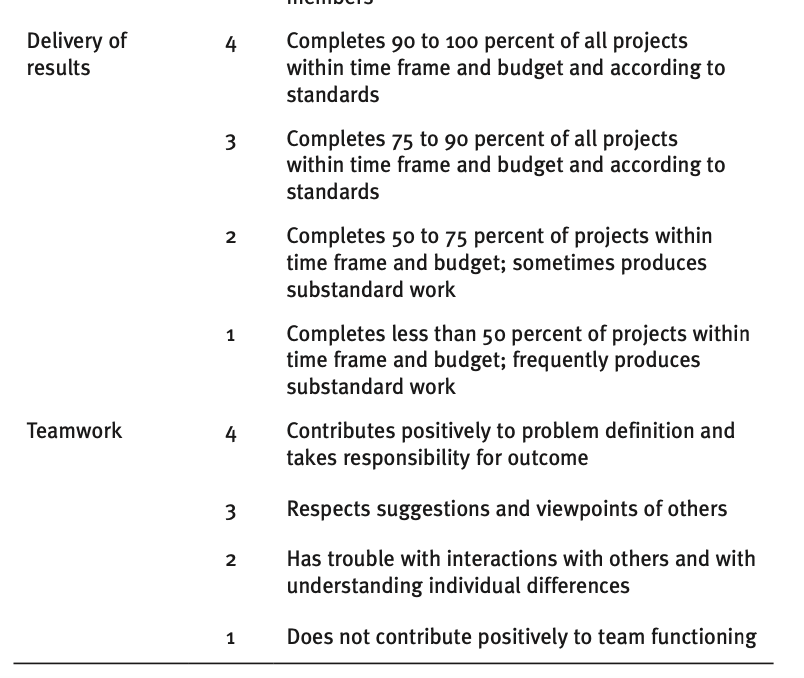 members
Delivery of 4 Completes 90 to 100 percent of all projects
results within time frame and budget and according to
standards
3 Completes 75 to 90 percent of all projects
within time frame and budget and according to
standards
2 Completes 50 to 75 percent of projects within
time frame and budget; sometimes produces
substandard work
1 Completes less than 50 percent of projects within
time frame and budget; frequently produces
substandard work
Teamwork 4 Contributes positively to problem definition and
takes responsibility for outcome
3 Respects suggestions and viewpoints of others
2 Has trouble with interactions with others and with
understanding individual differences
1 Does not contribute positively to team functioning